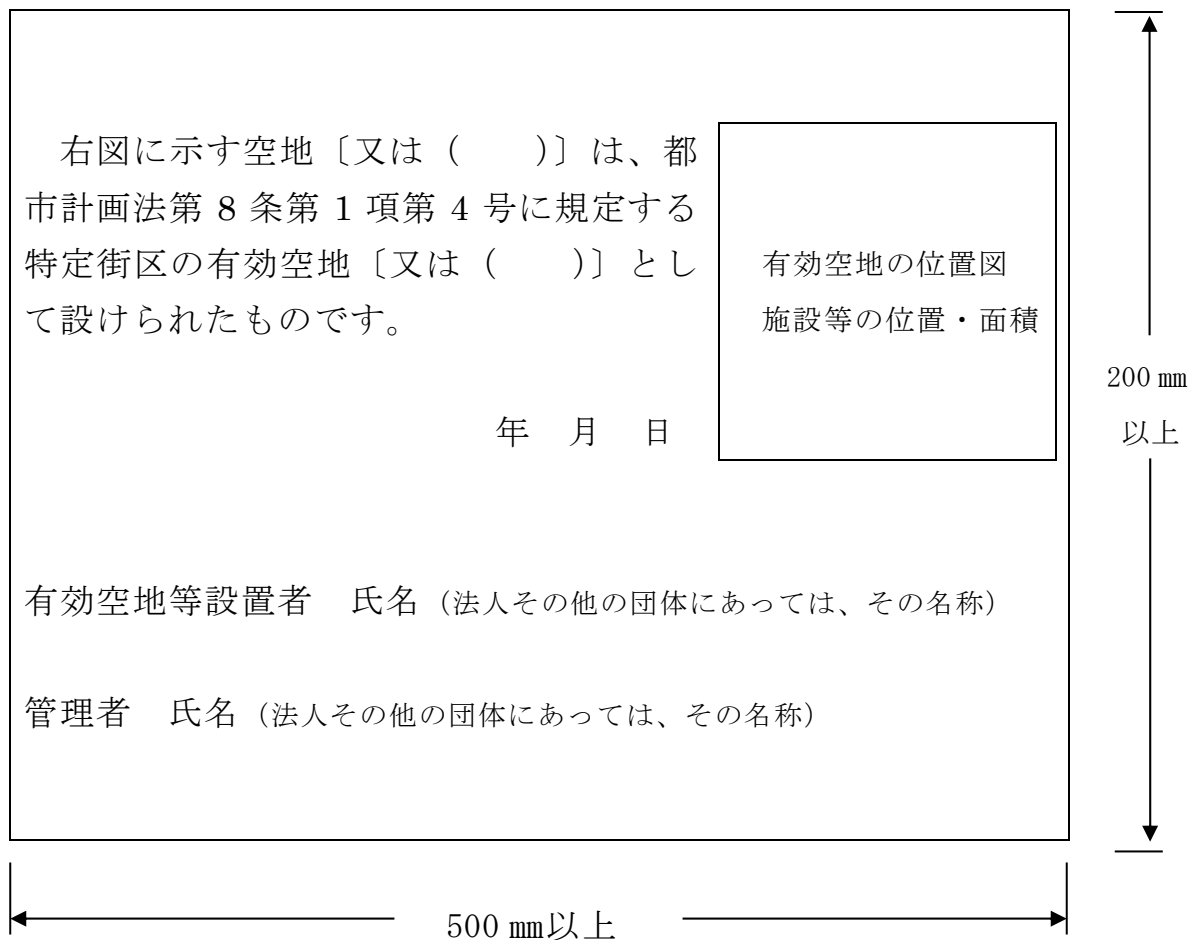 右図に示す空地〔又は（　　）〕は、都
市計画法第 8 条第 1 項第 4 号に規定する
特定街区の有効空地〔又は（　　）〕とし
て設けられたものです。
年　月　日
有効空地の位置図
施設等の位置・面積
有効空地等設置者　氏名（法人その他の団体にあっては、その名称）
管理者　氏名（法人その他の団体にあっては、その名称）
200 ㎜
以上
500 ㎜以上